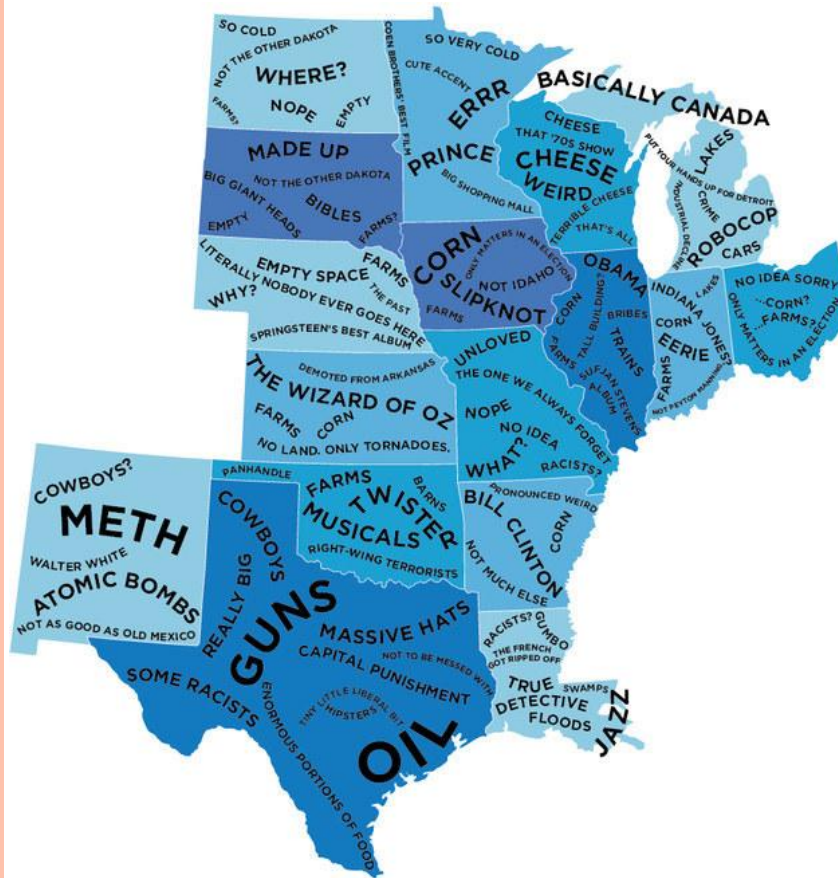 SO COLD
NOT THE OTHER DAKOTA
WHERE?
NOPE
EMPTY
FARMS?
COEN BROTHERS' BEST FILM
SO VERY COLD
CUTE ACCENT
ERRR
PRINCE
BIG SHOPPING MALL
BASICALLY CANADA
LAKES
PUT YOUR HANDS UP FOR DETROIT
CRIME
INDUSTRIAL DECLINE
ROBOCOP
CARS
CHEESE
THAT '70S SHOW
CHEESE
WEIRD
TERRIBLE CHEESE
THAT'S ALL
MADE UP
NOT THE OTHER DAKOTA
BIG GIANT HEADS
BIBLES
EMPTY
FARMS?
CORN
ONLY MATTERS IN AN ELECTION
NOT IDAHO
SLIPKNOT
FARMS
FARMS
EMPTY SPACE
THE PAST
LITERALLY NOBODY EVER GOES HERE
WHY?
SPRINGSTEEN'S BEST ALBUM
OBAMA
CORN
TALL BUILDING?
BRIBES
FARMS
TRAINS
SUFJAN STEVENS
ALBUM
LAKES
INDIANA JONES?
CORN
EERIE
FARMS
NOT PEYTON MANNING
NO IDEA SORRY
...CORN?
...FARMS?
ONLY MATTERS IN AN ELECTION
DEMOTED FROM ARKANSAS
THE WIZARD OF OZ
FARMS
CORN
NO LAND. ONLY TORNADOES.
UNLOVED
THE ONE WE ALWAYS FORGET
NOPE
NO IDEA
WHAT?
RACISTS?
COWBOYS?
METH
WALTER WHITE
ATOMIC BOMBS
NOT AS GOOD AS OLD MEXICO
PANHANDLE
FARMS
BARNS
TWISTER
MUSICALS
RIGHT-WING TERRORISTS
PRONOUNCED WEIRD
BILL CLINTON
CORN
NOT MUCH ELSE
COWBOYS
REALLY BIG
GUNS
MASSIVE HATS
NOT TO BE MESSED WITH
CAPITAL PUNISHMENT
SOME RACISTS
TINY LITTLE LIBERAL BIT
HIPSTERS
OIL
ENORMOUS PORTIONS OF FOOD
RACISTS?
GUMBO
THE FRENCH
GOT RIPPED OFF
TRUE
DETECTIVE
SWAMPS
FLOODS
JAZZ